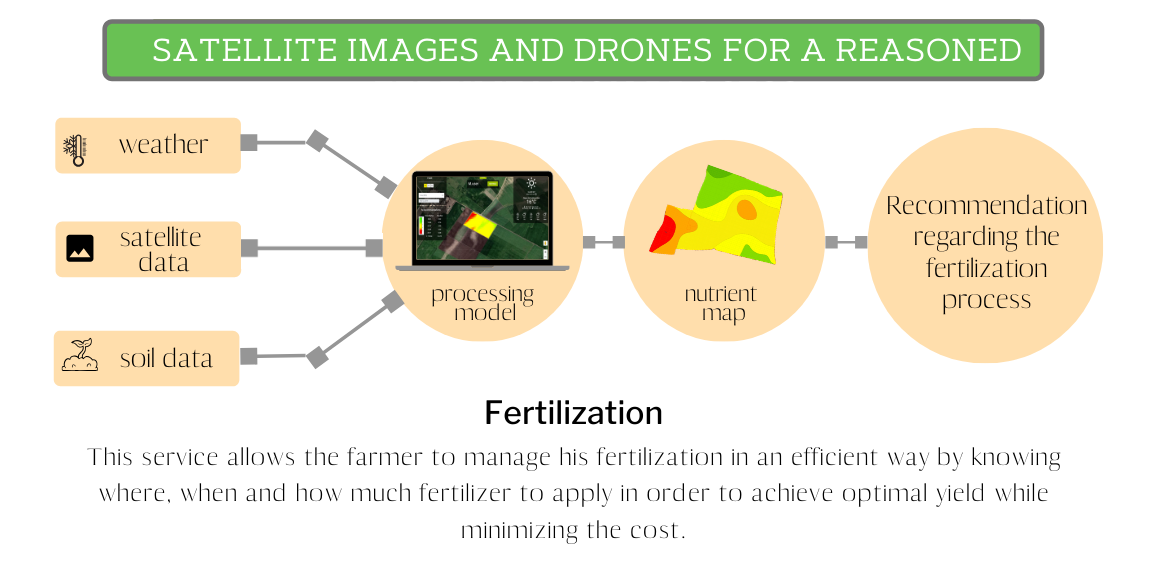 SATELLITE IMAGES AND DRONES FOR A REASONED
weather
satellite
data
soil data
processing
model
nutrient
map
Recommendation
regarding the
fertilization
process
Fertilization
This service allows the farmer to manage his fertilization in an efficient way by knowing
where, when and how much fertilizer to apply in order to achieve optimal yield while
minimizing the cost.